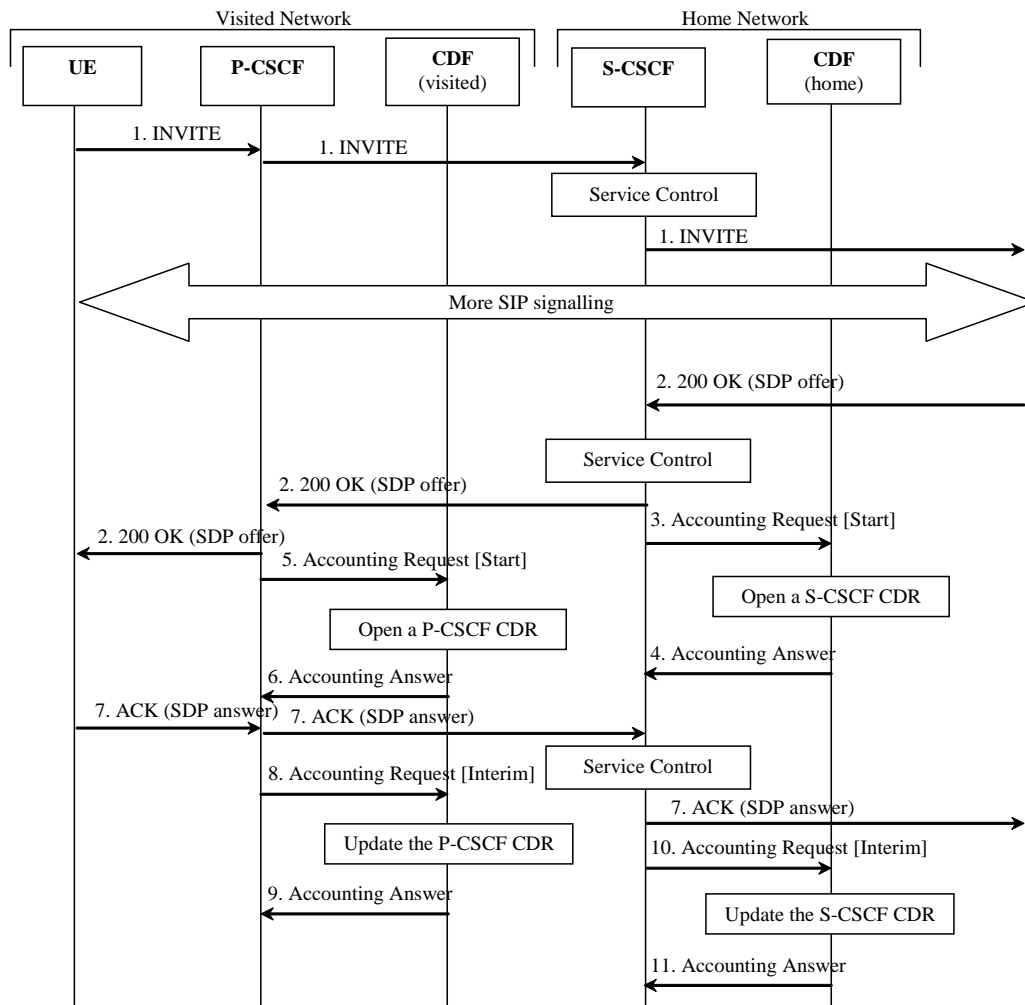 Visited Network
Home Network
UE
P-CSCF
CDF
(visited)
S-CSCF
CDF
(home)
1. INVITE
1. INVITE
Service Control
1. INVITE
More SIP signalling
2. 200 OK (SDP offer)
Service Control
2. 200 OK (SDP offer)
3. Accounting Request [Start]
2. 200 OK (SDP offer)
5. Accounting Request [Start]
Open a S-CSCF CDR
Open a P-CSCF CDR
4. Accounting Answer
6. Accounting Answer
7. ACK (SDP answer)
7. ACK (SDP answer)
Service Control
8. Accounting Request [Interim]
7. ACK (SDP answer)
Update the P-CSCF CDR
10. Accounting Request [Interim]
9. Accounting Answer
Update the S-CSCF CDR
11. Accounting Answer